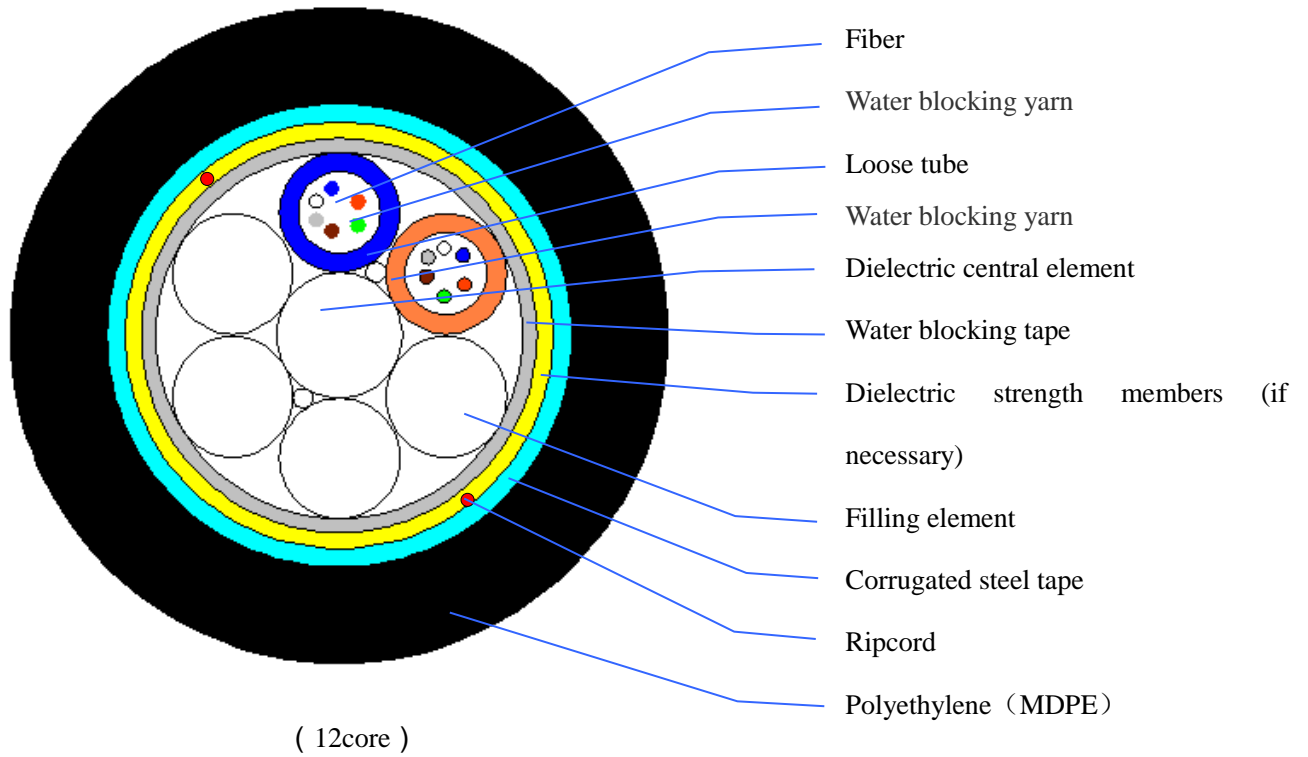 Fiber
Water blocking yarn
Loose tube
Water blocking yarn
Dielectric central element
Water blocking tape
Dielectric strength members (if
necessary)
Filling element
Corrugated steel tape
Ripcord
Polyethylene（MDPE）
( 12core )